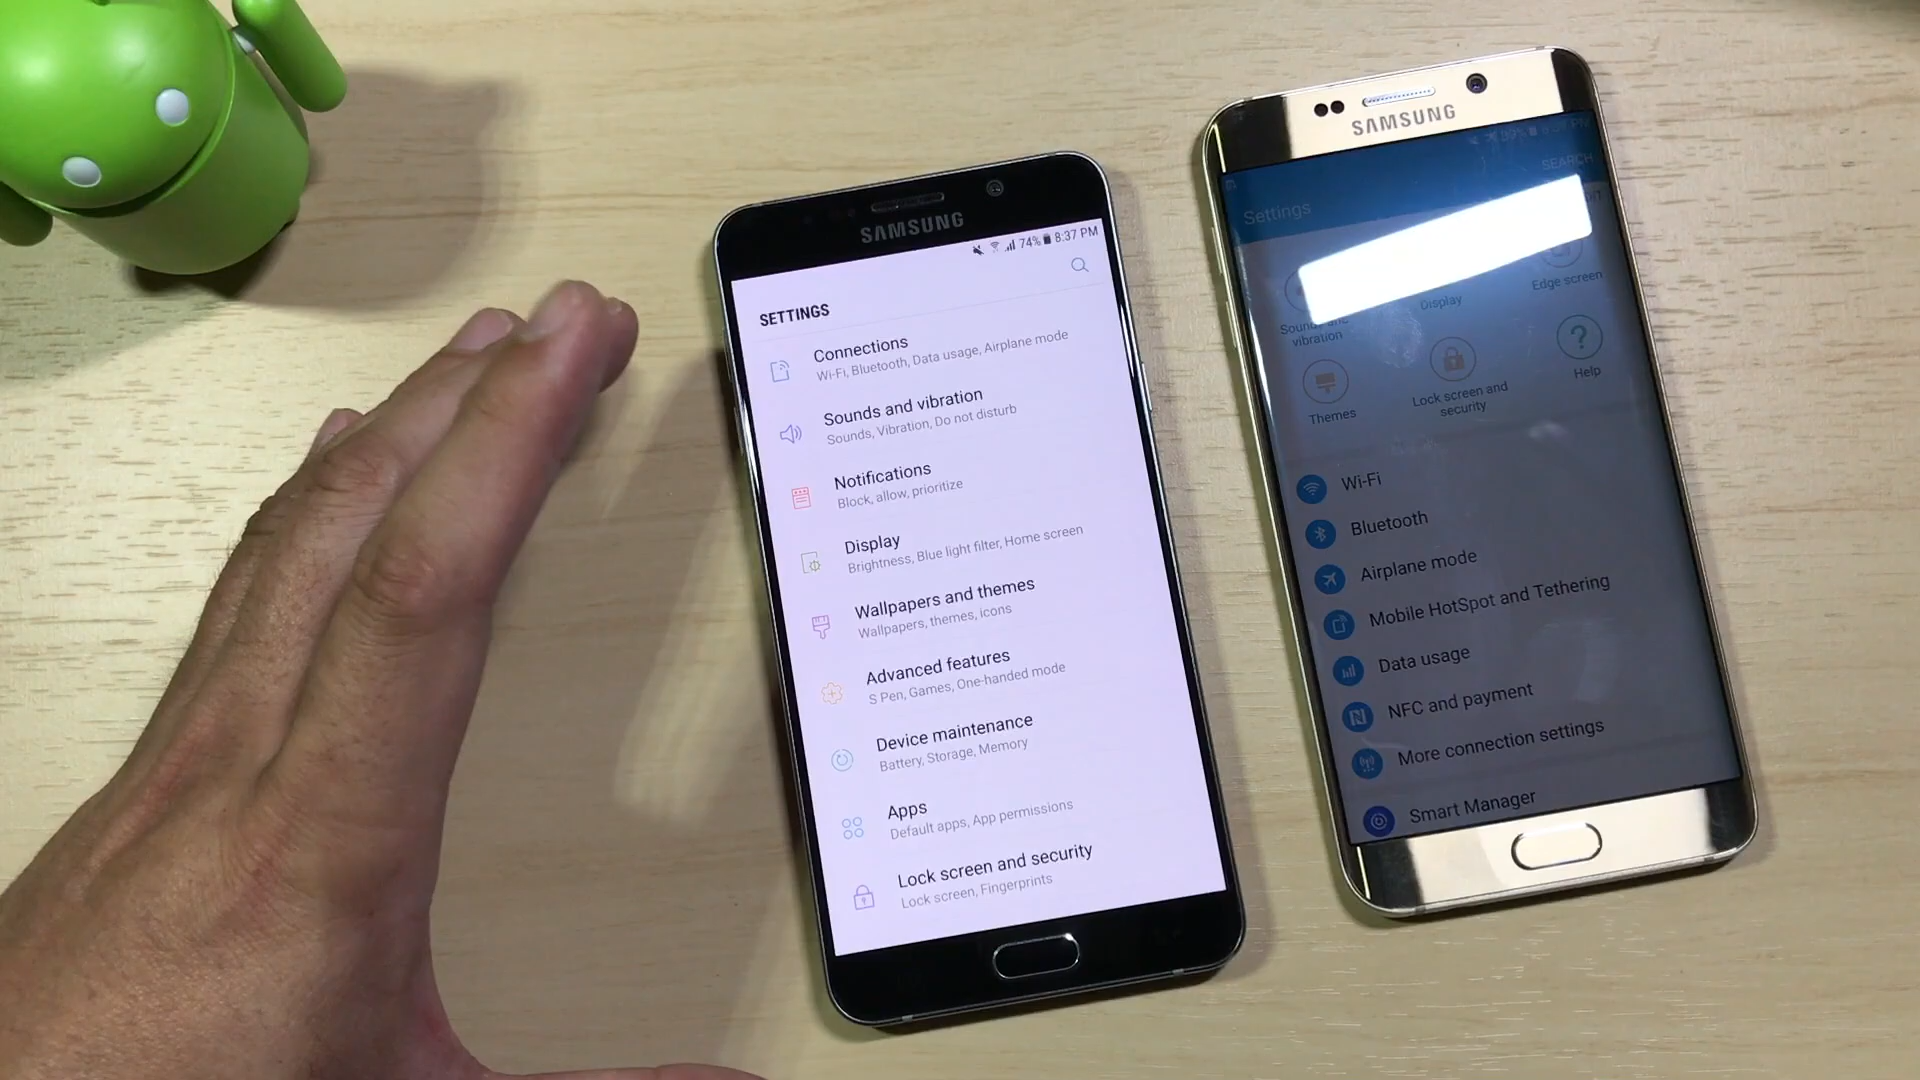 SAMSUNG
74% 8:37 PM
SETTINGS
Connections
Wi-Fi, Bluetooth, Data usage, Airplane mode
Sounds and vibration
Sounds, Vibration, Do not disturb
Notifications
Block, allow, prioritize
Display
Brightness, Blue light filter, Home screen
Wallpapers and themes
Wallpapers, themes, icons
Advanced features
S Pen, Games, One-handed mode
Device maintenance
Battery, Storage, Memory
Apps
Default apps, App permissions
Lock screen and security
Lock screen, Fingerprints
SAMSUNG
SEARCH
Settings
Sounds and
vibration
Display
Edge screen
Themes
Lock screen and
security
Help
?
Wi-Fi
Bluetooth
Airplane mode
Mobile HotSpot and Tethering
Data usage
NFC and payment
More connection settings
Smart Manager